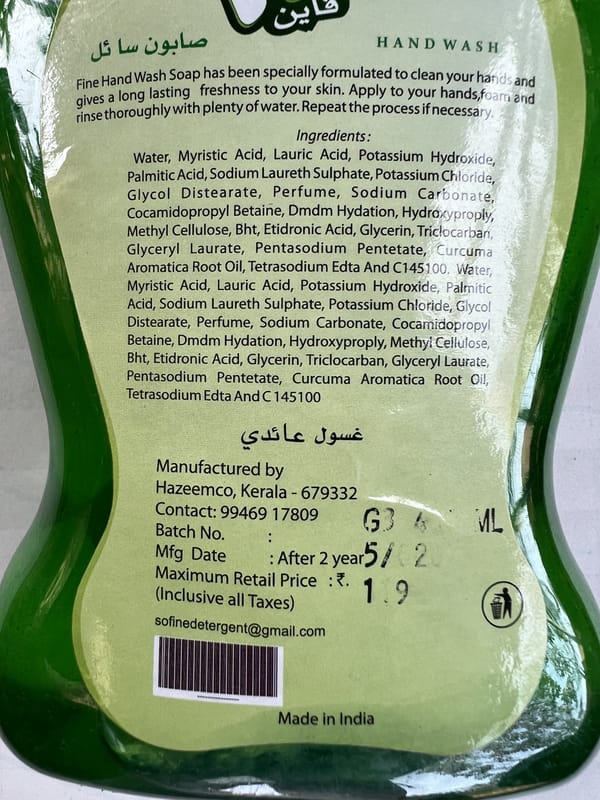 فاين
صابون سائل
HAND WASH
Fine Hand Wash Soap has been specially formulated to clean your hands and
gives a long lasting freshness to your skin. Apply to your hands,foam and
rinse thoroughly with plenty of water. Repeat the process if necessary.
Ingredients:
Water, Myristic Acid, Lauric Acid, Potassium Hydroxide,
Palmitic Acid, Sodium Laureth Sulphate, Potassium Chloride,
Glycol Distearate, Perfume, Sodium Carbonate,
Cocamidopropyl Betaine, Dmdm Hydation, Hydroxyproply,
Methyl Cellulose, Bht, Etidronic Acid, Glycerin, Triclocarban,
Glyceryl Laurate, Pentasodium Pentetate, Curcuma
Aromatica Root Oil, Tetrasodium Edta And C145100. Water,
Myristic Acid, Lauric Acid, Potassium Hydroxide, Palmitic
Acid, Sodium Laureth Sulphate, Potassium Chloride, Glycol
Distearate, Perfume, Sodium Carbonate, Cocamidopropyl
Betaine, Dmdm Hydation, Hydroxyproply, Methyl Cellulose,
Bht, Etidronic Acid, Glycerin, Triclocarban, Glyceryl Laurate,
Pentasodium Pentetate, Curcuma Aromatica Root Oil,
Tetrasodium Edta And C 145100
غسول عائدي
Manufactured by
Hazeemco, Kerala - 679332
Contact: 99469 17809
Batch No. :
Mfg Date : After 2 year
Maximum Retail Price : ₹.
(Inclusive all Taxes)
sofinedetergent@gmail.com
Made in India